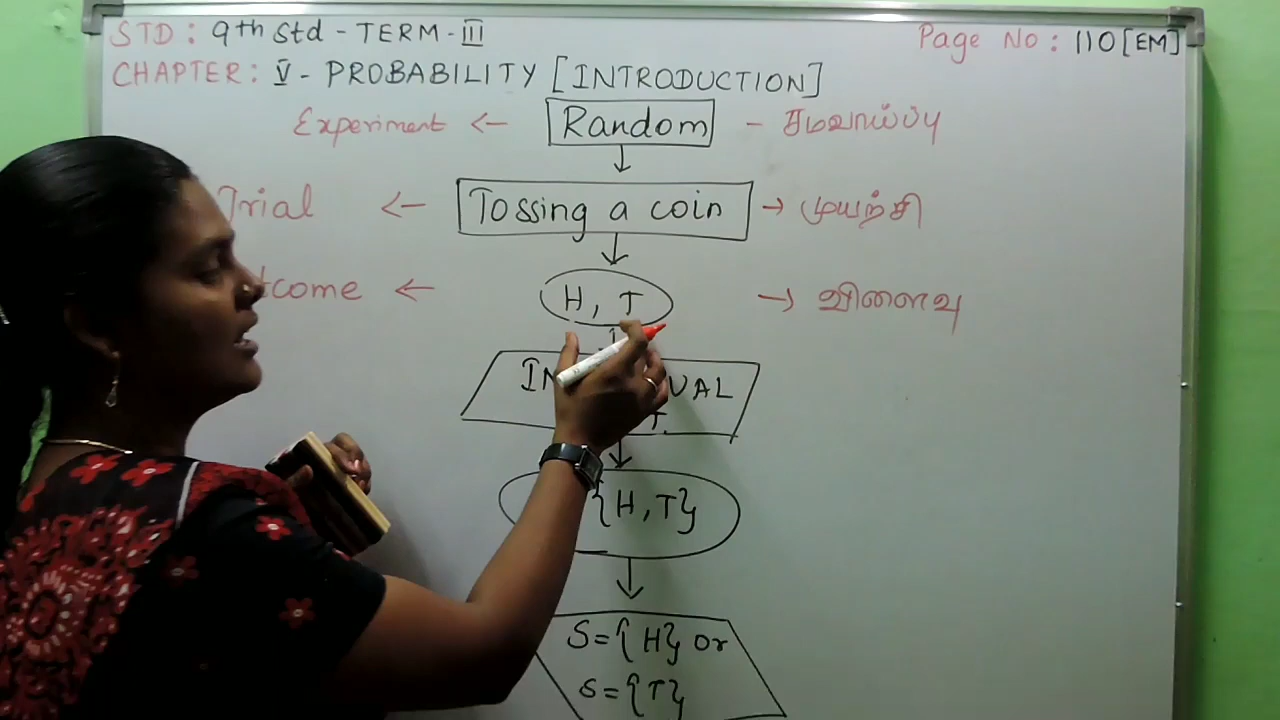 STD: 9th Std - TERM - III
Page No: 110 [EM]
CHAPTER: V - PROBABILITY [INTRODUCTION]
Experiment ← Random - சமவாய்ப்பு
Trial ← Tossing a coin → முயற்சி
← H, T → விளைவு
{H, T}
S = {H} or
S = {T}